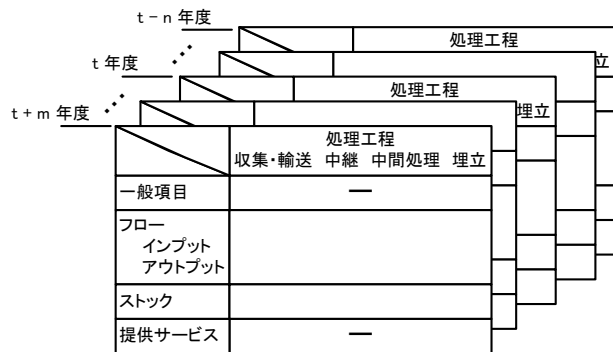 t－n 年度
処理工程
t 年度
立
処理工程
t＋m 年度
埋立
処理工程
埋立
収集・輸送 中継 中間処理 埋立
一般項目 ー
フロー
インプット
アウトプット
ストック
提供サービス ー